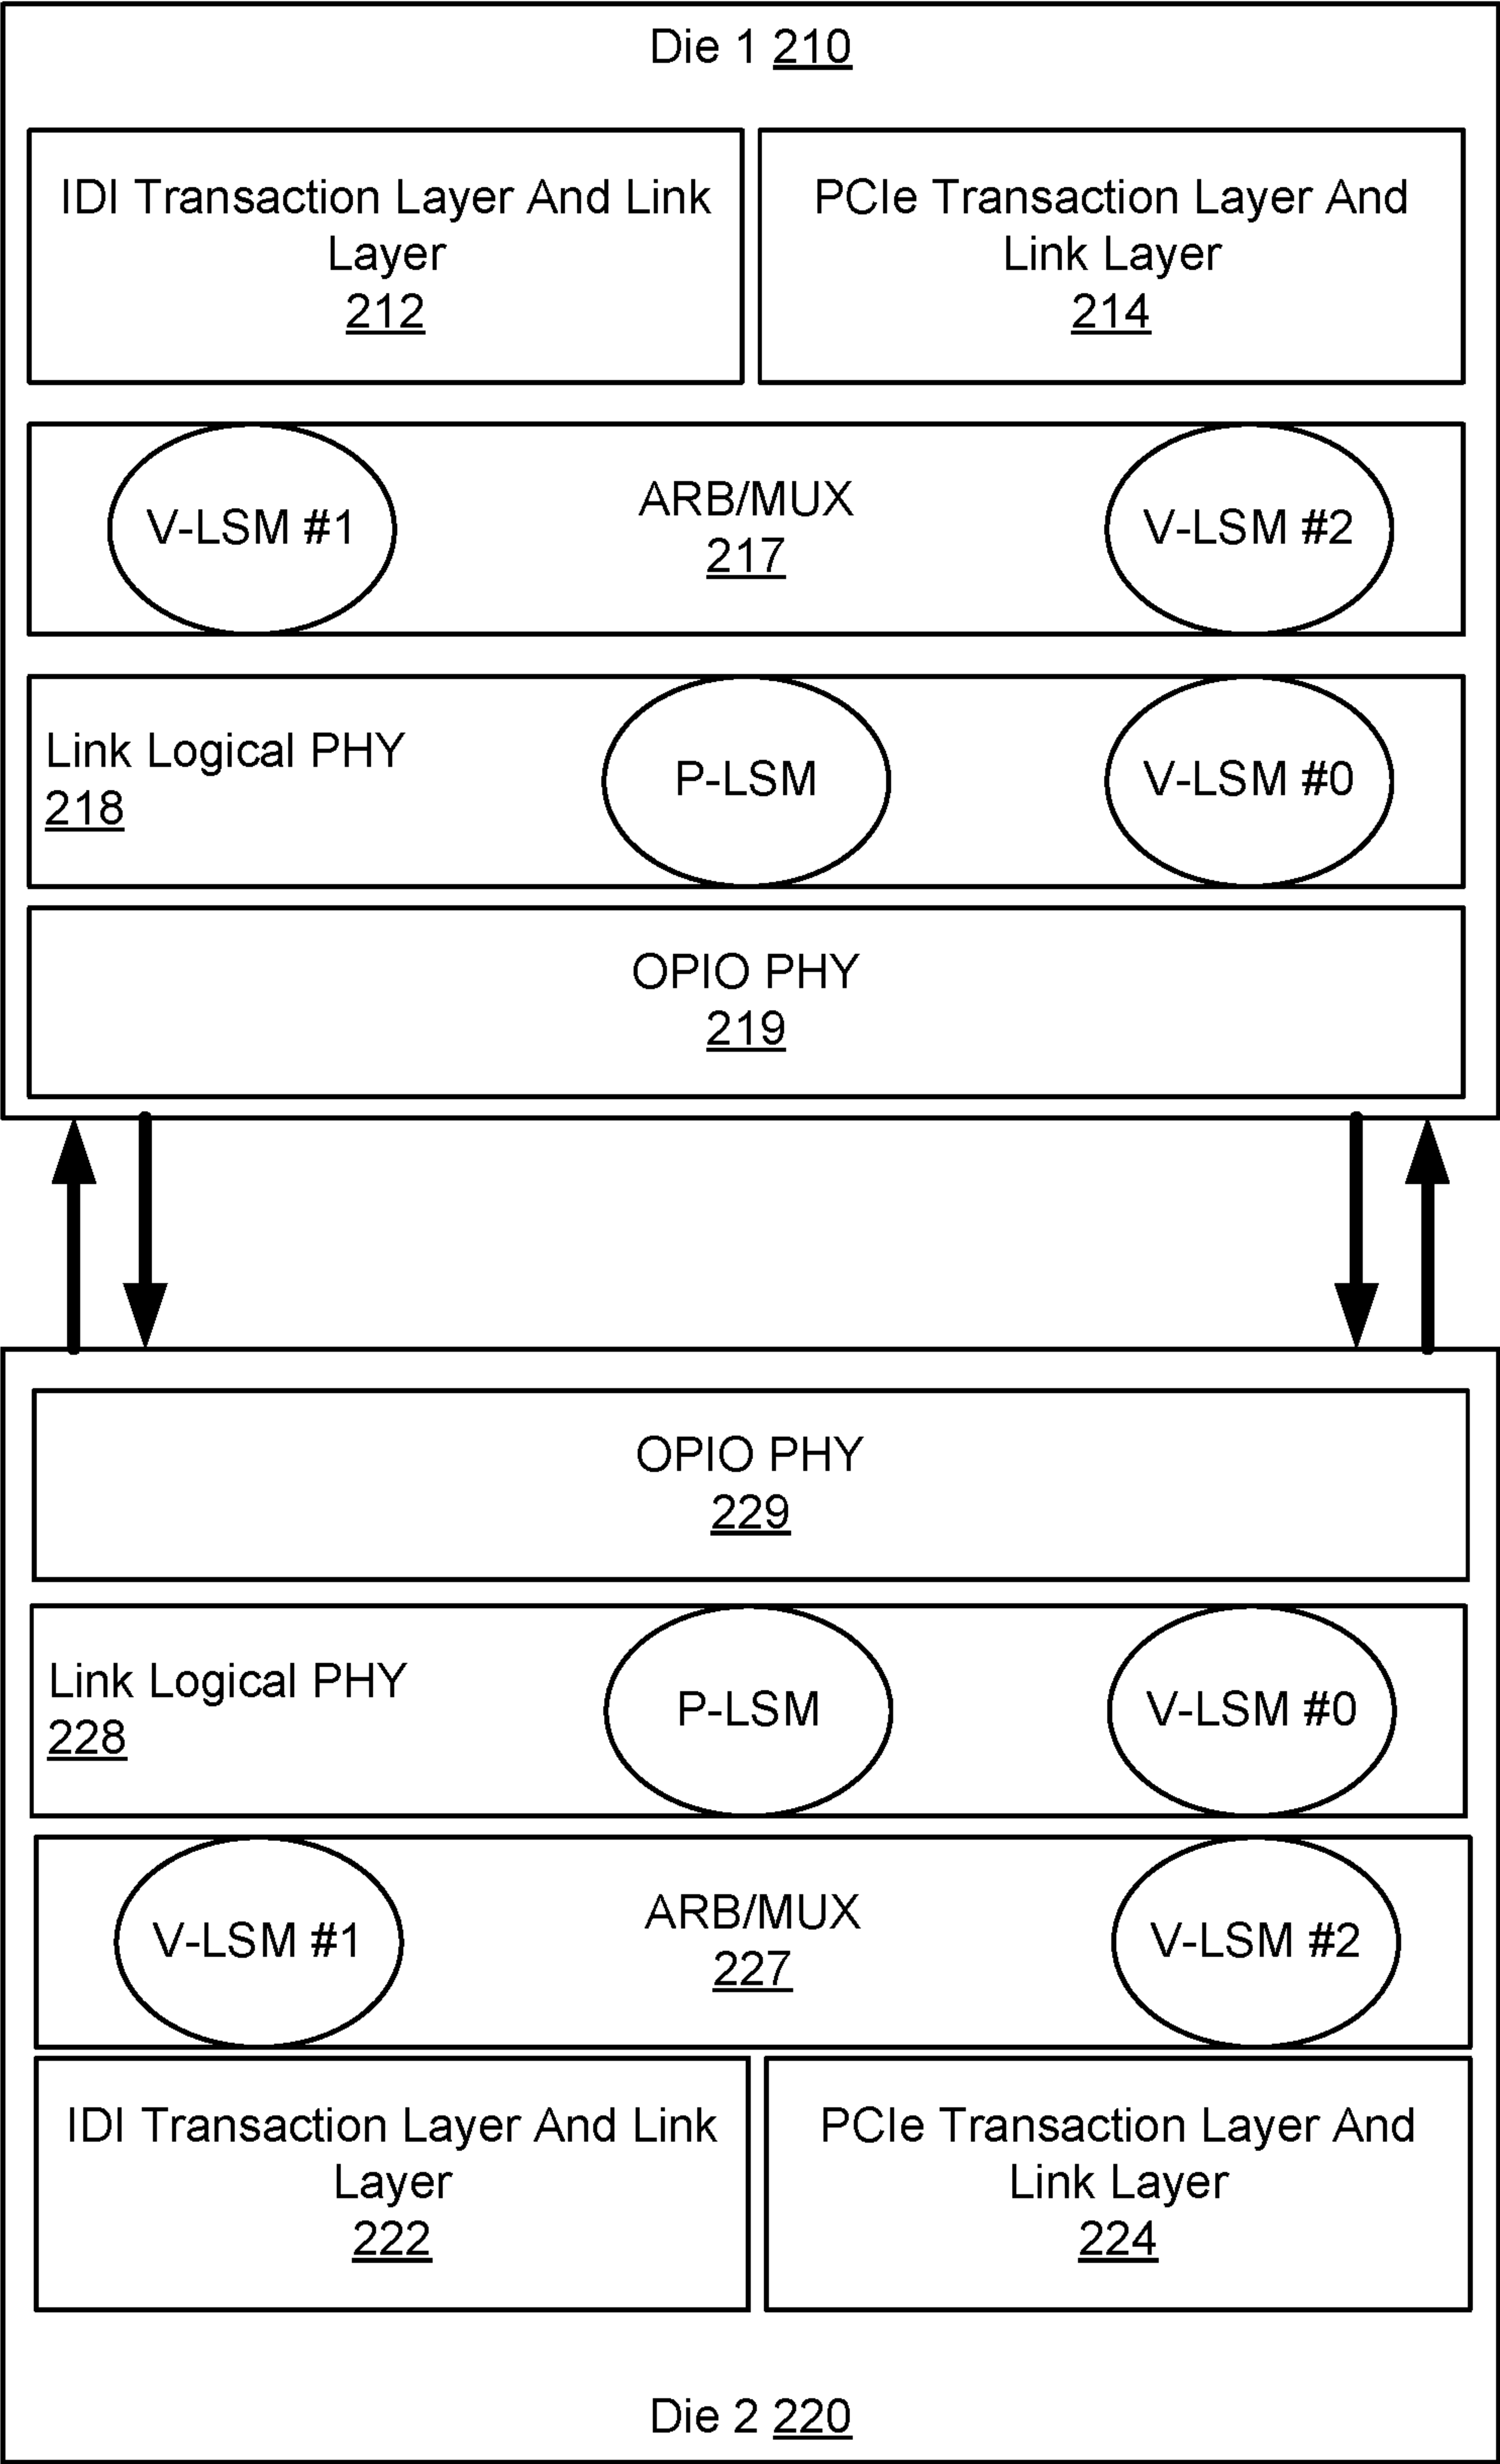 Die 1 210
IDI Transaction Layer And Link
Layer
212
PCIe Transaction Layer And
Link Layer
214
V-LSM #1
ARB/MUX
217
V-LSM #2
Link Logical PHY
218
P-LSM
V-LSM #0
OPIO PHY
219
OPIO PHY
229
Link Logical PHY
228
P-LSM
V-LSM #0
V-LSM #1
ARB/MUX
227
V-LSM #2
IDI Transaction Layer And Link
Layer
222
PCIe Transaction Layer And
Link Layer
224
Die 2 220